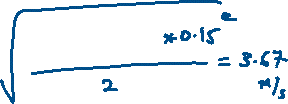 *0.15²
2
= 3.67
m/s